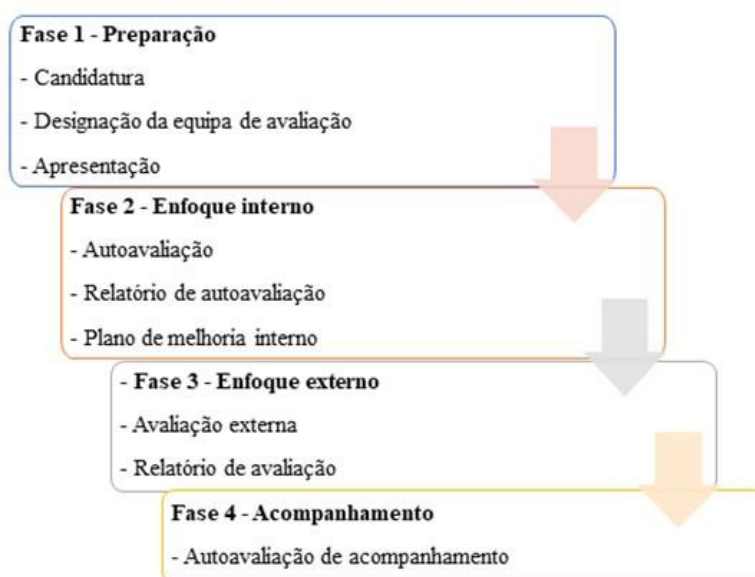 Fase 1 - Preparação
- Candidatura
- Designação da equipa de avaliação
- Apresentação
Fase 2 - Enfoque interno
- Autoavaliação
- Relatório de autoavaliação
- Plano de melhoria interno
- Fase 3 - Enfoque externo
- Avaliação externa
- Relatório de avaliação
Fase 4 - Acompanhamento
- Autoavaliação de acompanhamento